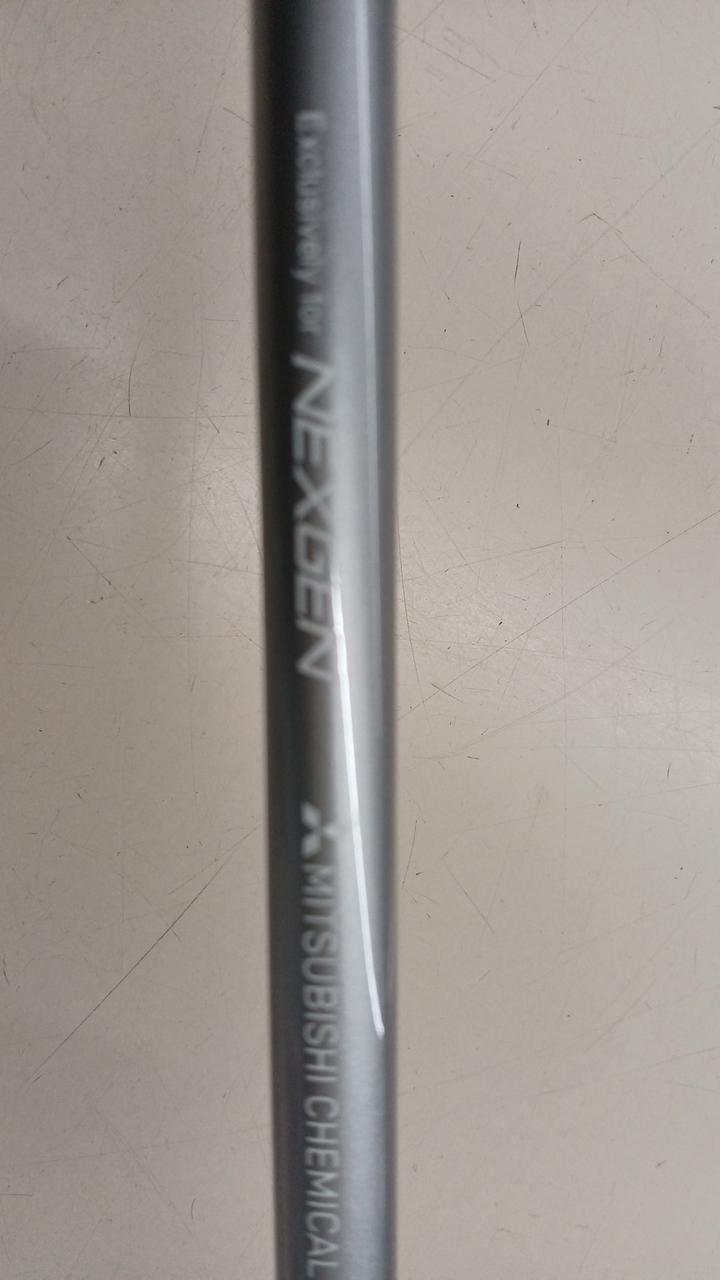 Exclusively for NEXGEN
MITSUBISHI CHEMICAL